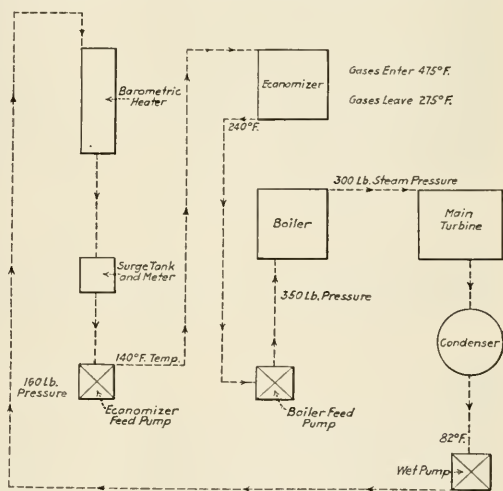 Barometric
Heater
Economizer
Gases Enter 475°F.
Gases Leave 275°F.
240°F.
300 Lb. Steam Pressure
Boiler
Main
Turbine
Surge Tank
and Meter
350 Lb. Pressure
Condenser
140°F. Temp.
160 Lb.
Pressure
Economizer
Feed Pump
Boiler Feed
Pump
82°F.
Wet Pump